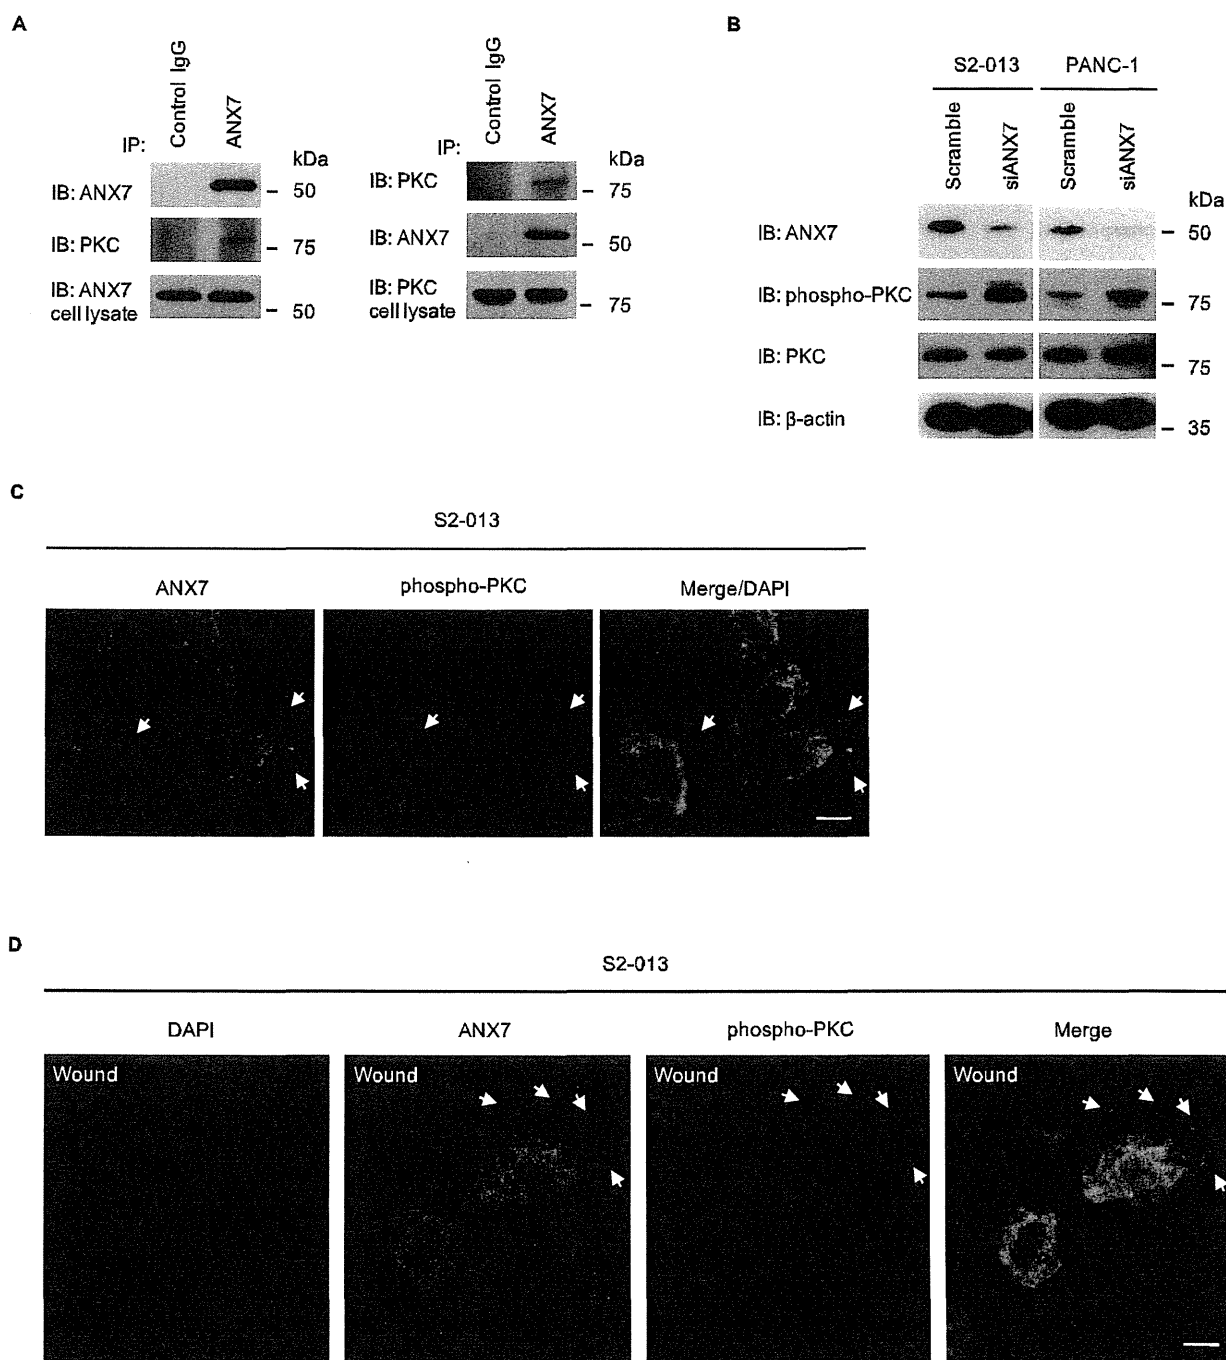 A
Control IgG
ANX7
IP:
kDa
IB: ANX7
50
IB: PKC
75
IB: ANX7
cell lysate
50
Control IgG
ANX7
IP:
kDa
IB: PKC
75
IB: ANX7
50
IB: PKC
cell lysate
75
B
S2-013
PANC-1
Scramble
siANX7
Scramble
siANX7
kDa
IB: ANX7
50
IB: phospho-PKC
75
IB: PKC
75
IB: β-actin
35
C
S2-013
ANX7
phospho-PKC
Merge/DAPI
D
S2-013
DAPI
ANX7
phospho-PKC
Merge
Wound
Wound
Wound
Wound